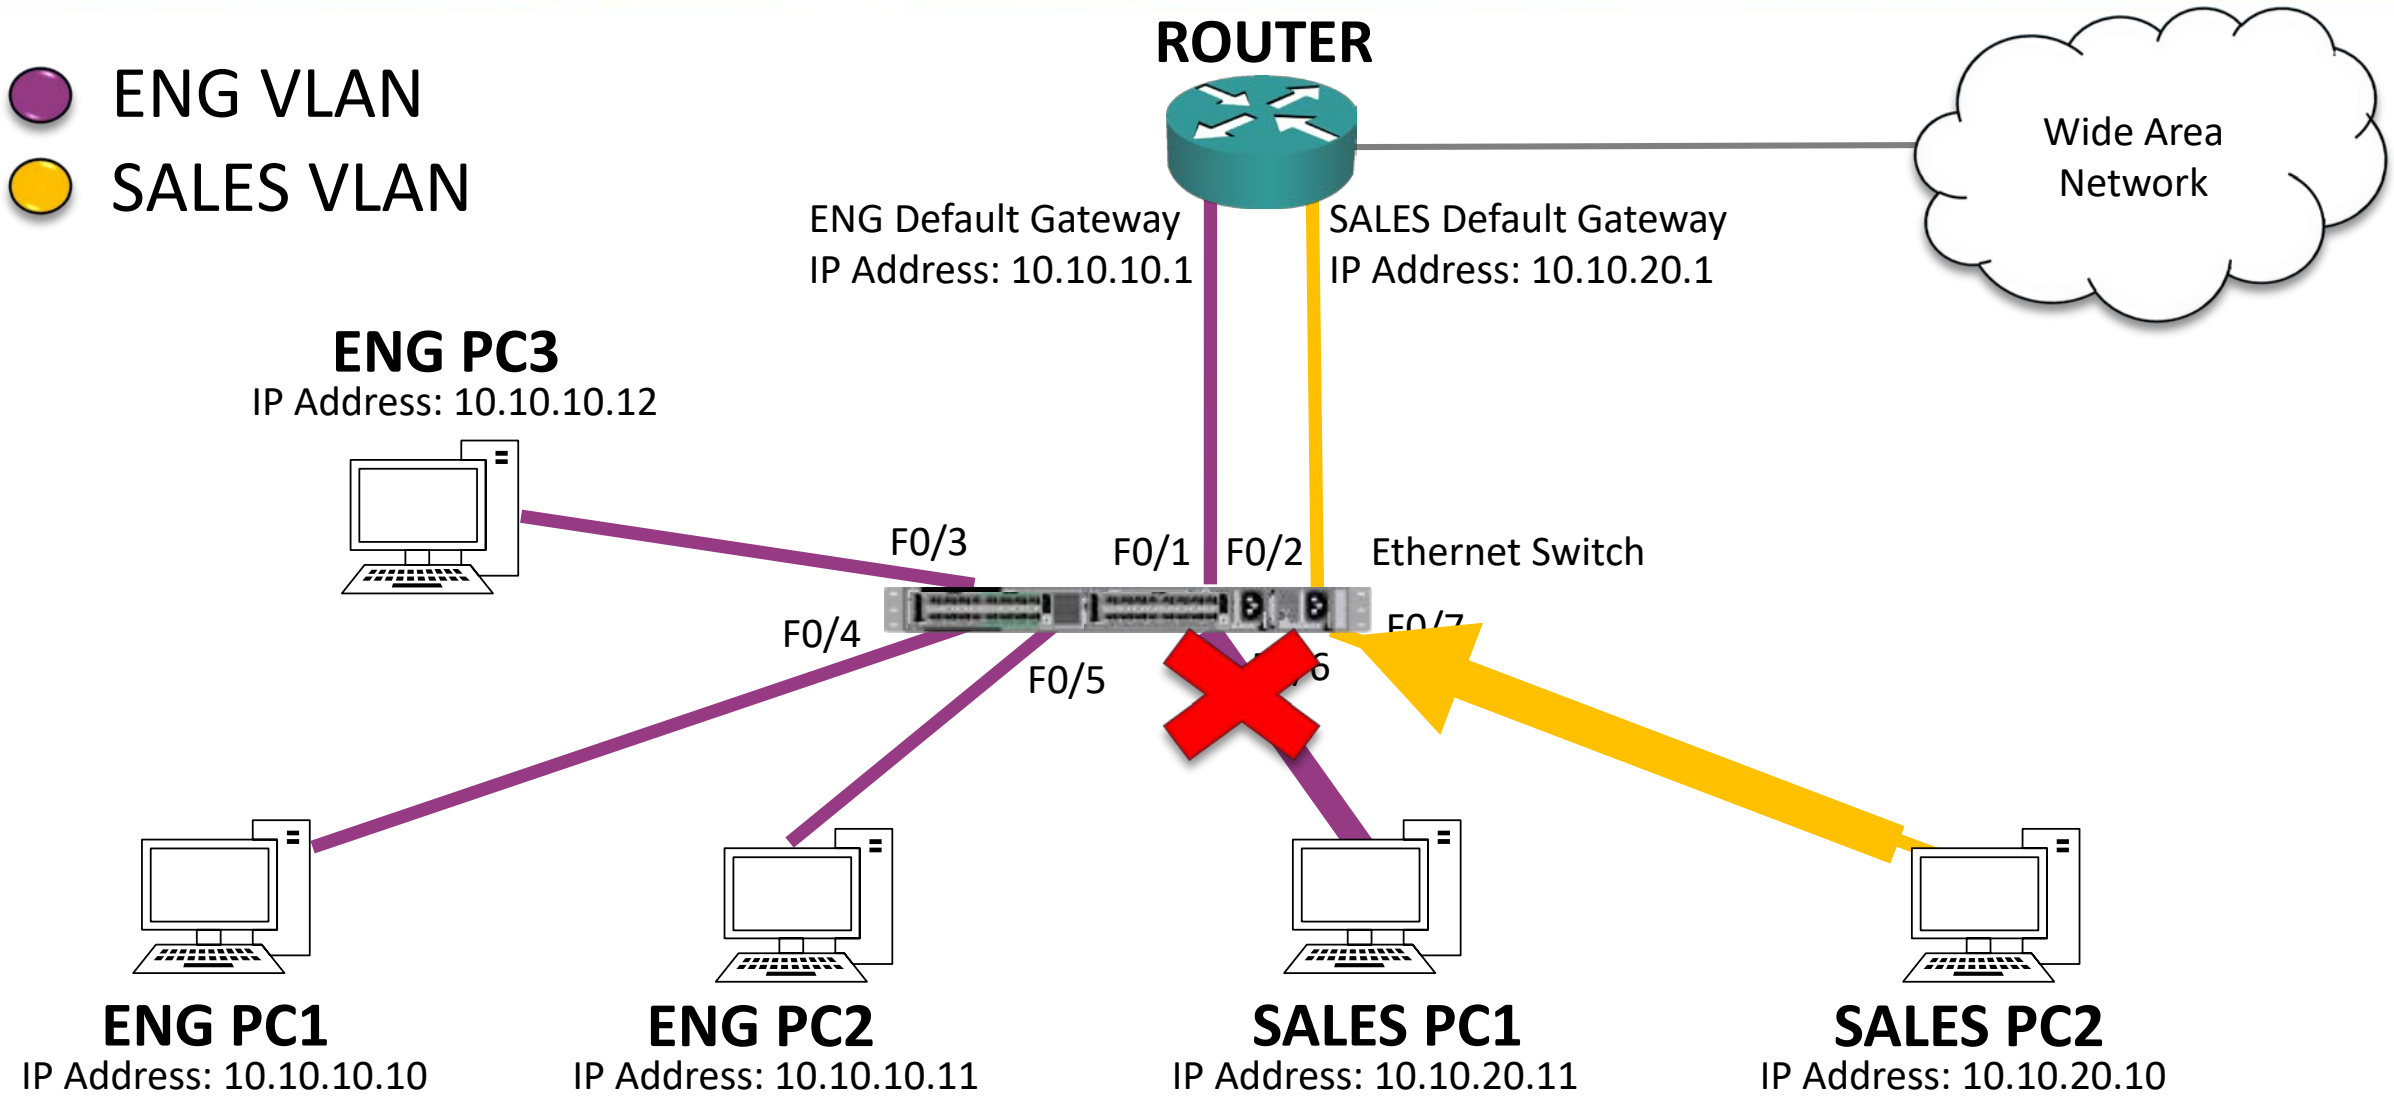 ROUTER
ENG VLAN
SALES VLAN
Wide Area
Network
ENG Default Gateway
IP Address: 10.10.10.1
SALES Default Gateway
IP Address: 10.10.20.1
ENG PC3
IP Address: 10.10.10.12
F0/3
F0/1
F0/2
Ethernet Switch
F0/4
F0/7
F0/5
6
ENG PC1
IP Address: 10.10.10.10
ENG PC2
IP Address: 10.10.10.11
SALES PC1
IP Address: 10.10.20.11
SALES PC2
IP Address: 10.10.20.10